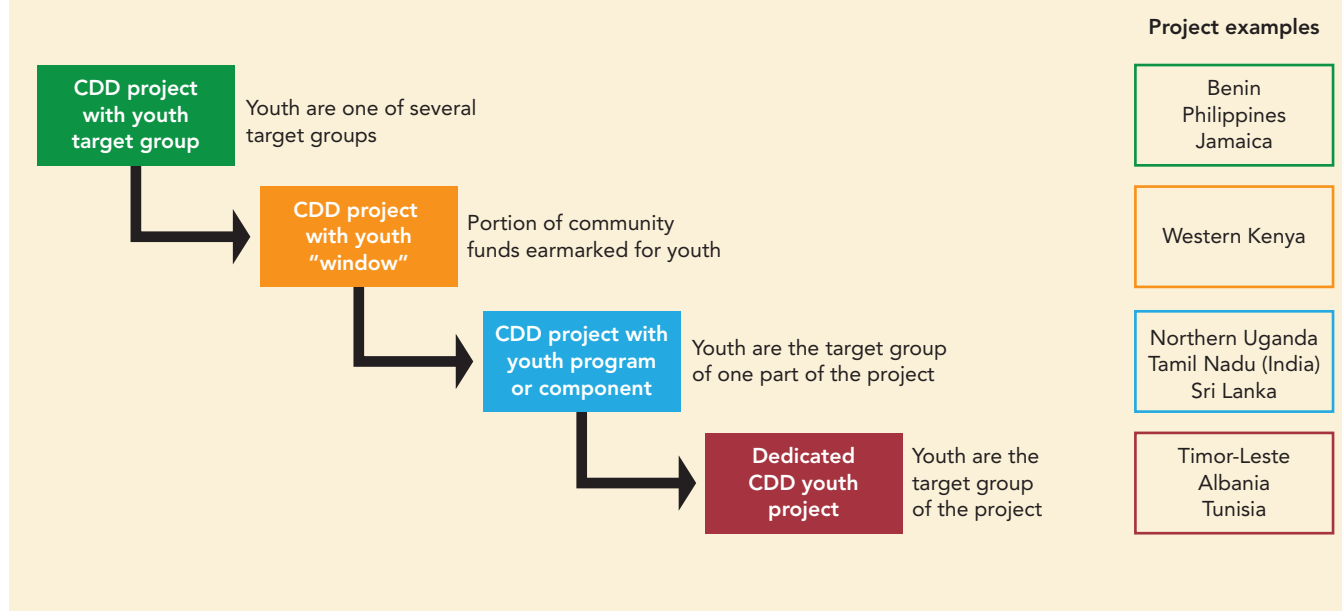 Project examples
CDD project
with youth
target group
Youth are one of several
target groups
Benin
Philippines
Jamaica
CDD project
with youth
"window"
Portion of community
funds earmarked for youth
Western Kenya
CDD project with
youth program
or component
Youth are the target group
of one part of the project
Northern Uganda
Tamil Nadu (India)
Sri Lanka
Dedicated
CDD youth
project
Youth are the
target group
of the project
Timor-Leste
Albania
Tunisia